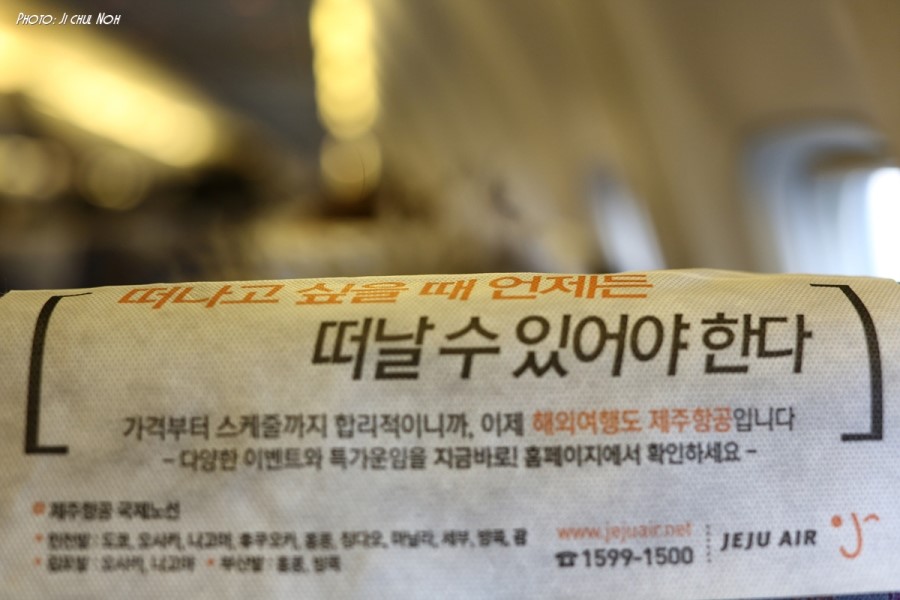 Photo: Ji chul Noh
떠나고 싶을 때 언제든
떠날 수 있어야 한다
가격부터 스케줄까지 합리적이니까, 이제 해외여행도 제주항공입니다
- 다양한 이벤트와 특가운임을 지금바로! 홈페이지에서 확인하세요 -
제주항공 국제노선
인천발 : 도쿄, 오사카, 나고야, 후쿠오카, 홍콩, 칭다오, 마닐라, 세부, 방콕, 괌
김포발 : 오사카, 나고야 부산발 : 홍콩, 방콕
www.jejuair.net
☎1599-1500
JEJU AIR